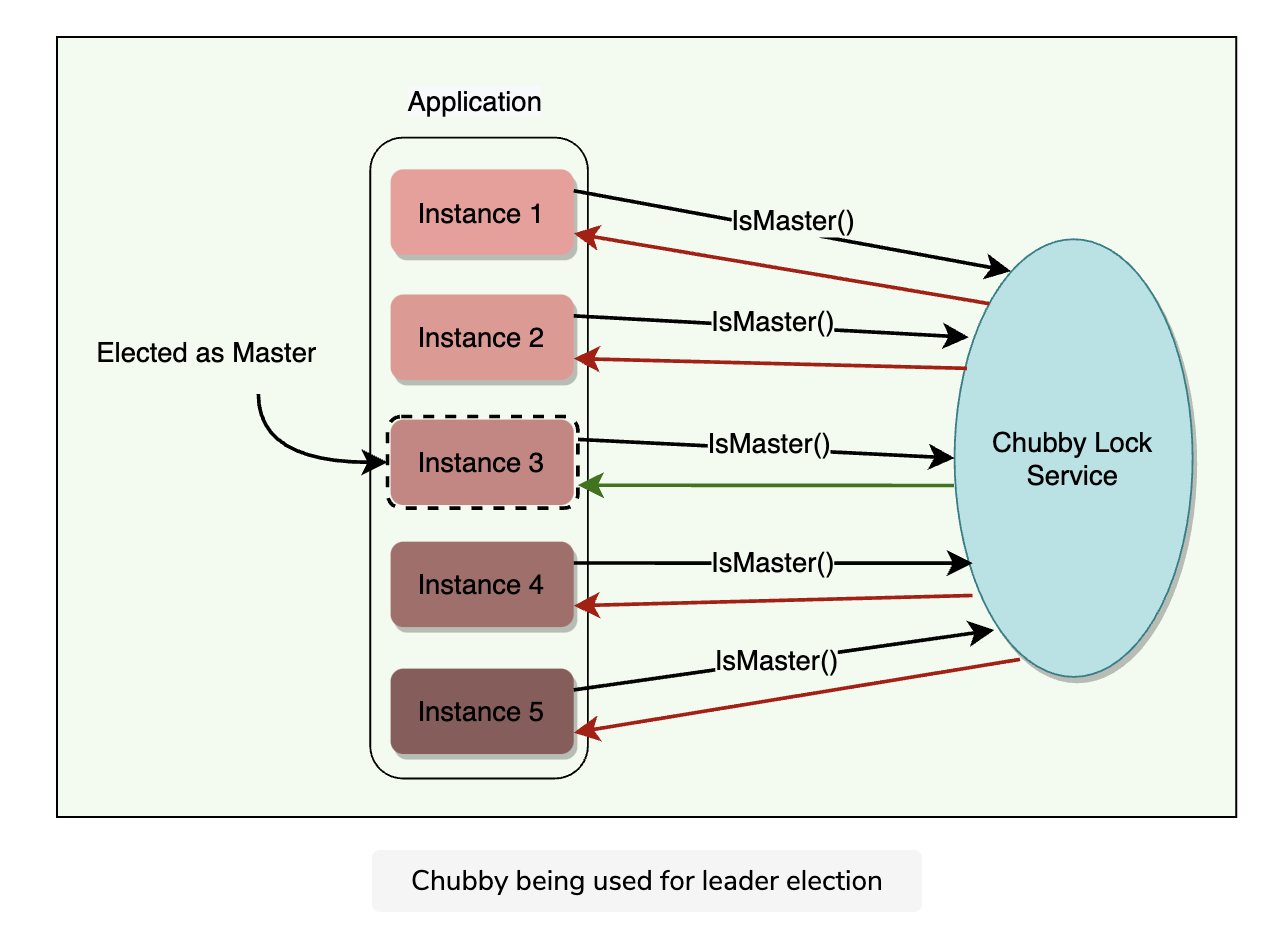 Application
Instance 1
IsMaster()
Instance 2
IsMaster()
Elected as Master
Instance 3
IsMaster()
Chubby Lock
Service
Instance 4
IsMaster()
Instance 5
IsMaster()
Chubby being used for leader election